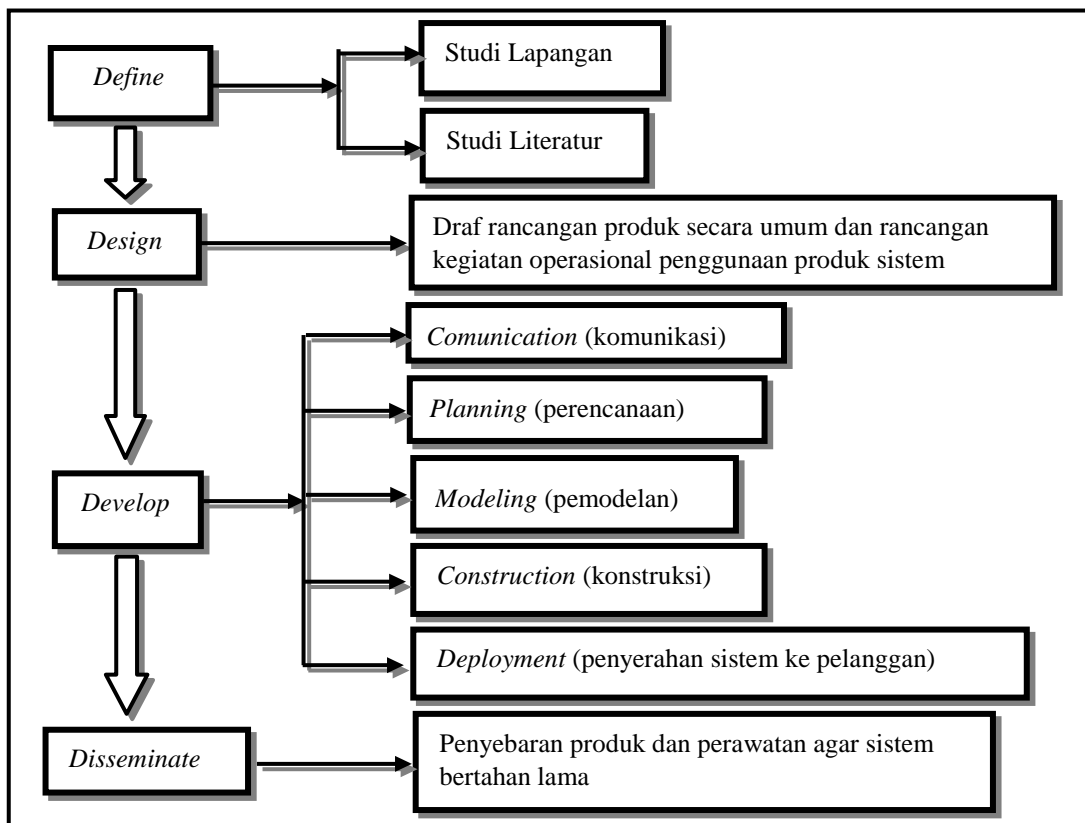 Define
Studi Lapangan
Studi Literatur
Design
Draf rancangan produk secara umum dan rancangan
kegiatan operasional penggunaan produk sistem
Develop
Comunication (komunikasi)
Planning (perencanaan)
Modeling (pemodelan)
Construction (konstruksi)
Deployment (penyerahan sistem ke pelanggan)
Disseminate
Penyebaran produk dan perawatan agar sistem
bertahan lama